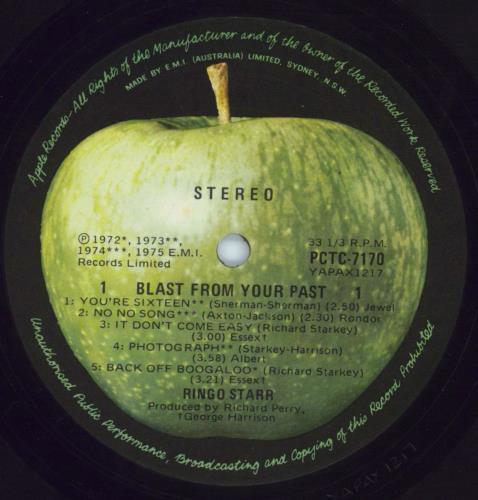 Apple Records-All Rights of the Manufacturer and of the Owner of the Recorded Work Reserved
MADE BY E.M.I. (AUSTRALIA) LIMITED. SYDNEY, N.S.W
STEREO
℗ 1972*, 1973**,
1974***, 1975 E.M.I.
Records Limited
33 1/3 R.P.M.
PCTC-7170
YAPAX1217
1 BLAST FROM YOUR PAST 1
1: YOU'RE SIXTEEN** (Sherman-Sherman) (2.50) Jewel
2: NO NO SONG*** (Axton-Jackson) (2.30) Rondor
3: IT DON'T COME EASY (Richard Starkey)
(3.00) Essex†
4: PHOTOGRAPH** (Starkey-Harrison)
(3.58) Albert
5: BACK OFF BOOGALOO* (Richard Starkey)
(3.21) Essex†
RINGO STARR
Produced by Richard Perry,
†George Harrison
Unauthorised Public Performance, Broadcasting and Copying of this Record Prohibited
YAPAX 1217